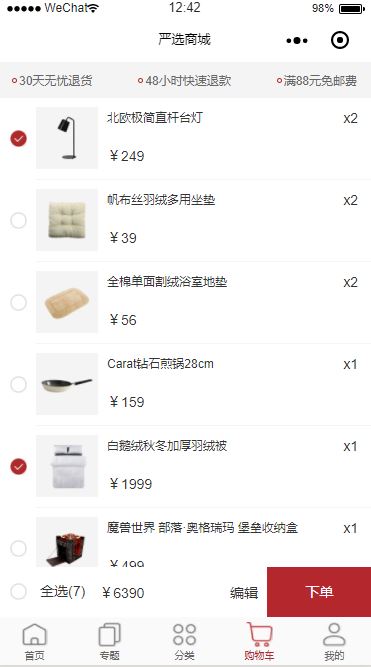 WeChat 12:42 98%
严选商城
30天无忧退货 48小时快速退款 满88元免邮费
北欧极简直杆台灯 x2
￥249
帆布丝羽绒多用坐垫 x2
￥39
全棉单面割绒浴室地垫 x2
￥56
Carat钻石煎锅28cm x1
￥159
白鹅绒秋冬加厚羽绒被 x1
￥1999
魔兽世界 部落·奥格瑞玛 堡垒收纳盒 x1
￥499
全选(7) ￥6390 编辑 下单
首页 专题 分类 购物车 我的